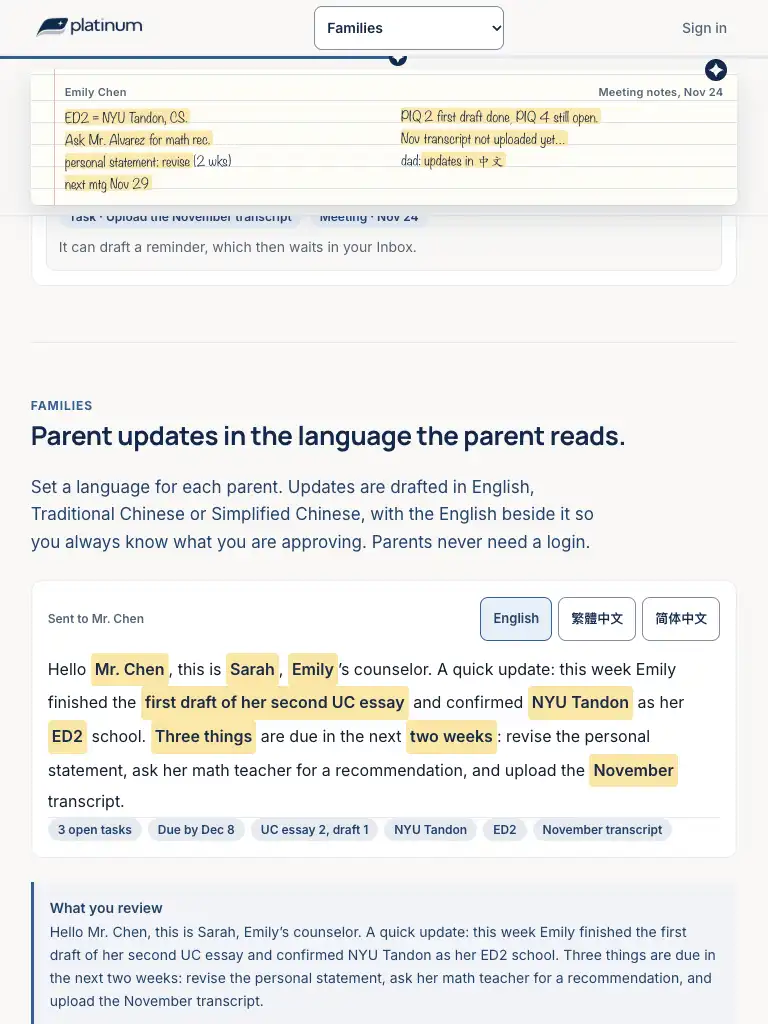 platinum
Families
Sign in
Emily Chen
Meeting notes, Nov 24
ED2 = NYU Tandon, CS.
Ask Mr. Alvarez for math rec.
personal statement: revise (2 wks)
next mtg Nov 29
PIQ 2 first draft done, PIQ 4 still open.
Nov transcript not uploaded yet...
dad: updates in 中文
Task · Upload the November transcript
Meeting · Nov 24
It can draft a reminder, which then waits in your Inbox.
FAMILIES
Parent updates in the language the parent reads.
Set a language for each parent. Updates are drafted in English,
Traditional Chinese or Simplified Chinese, with the English beside it so
you always know what you are approving. Parents never need a login.
Sent to Mr. Chen
English
繁體中文
简体中文
Hello Mr. Chen, this is Sarah, Emily’s counselor. A quick update: this week Emily
finished the first draft of her second UC essay and confirmed NYU Tandon as her
ED2 school. Three things are due in the next two weeks: revise the personal
statement, ask her math teacher for a recommendation, and upload the November
transcript.
3 open tasks
Due by Dec 8
UC essay 2, draft 1
NYU Tandon
ED2
November transcript
What you review
Hello Mr. Chen, this is Sarah, Emily’s counselor. A quick update: this week Emily finished the first
draft of her second UC essay and confirmed NYU Tandon as her ED2 school. Three things are due in
the next two weeks: revise the personal statement, ask her math teacher for a recommendation, and
upload the November transcript.